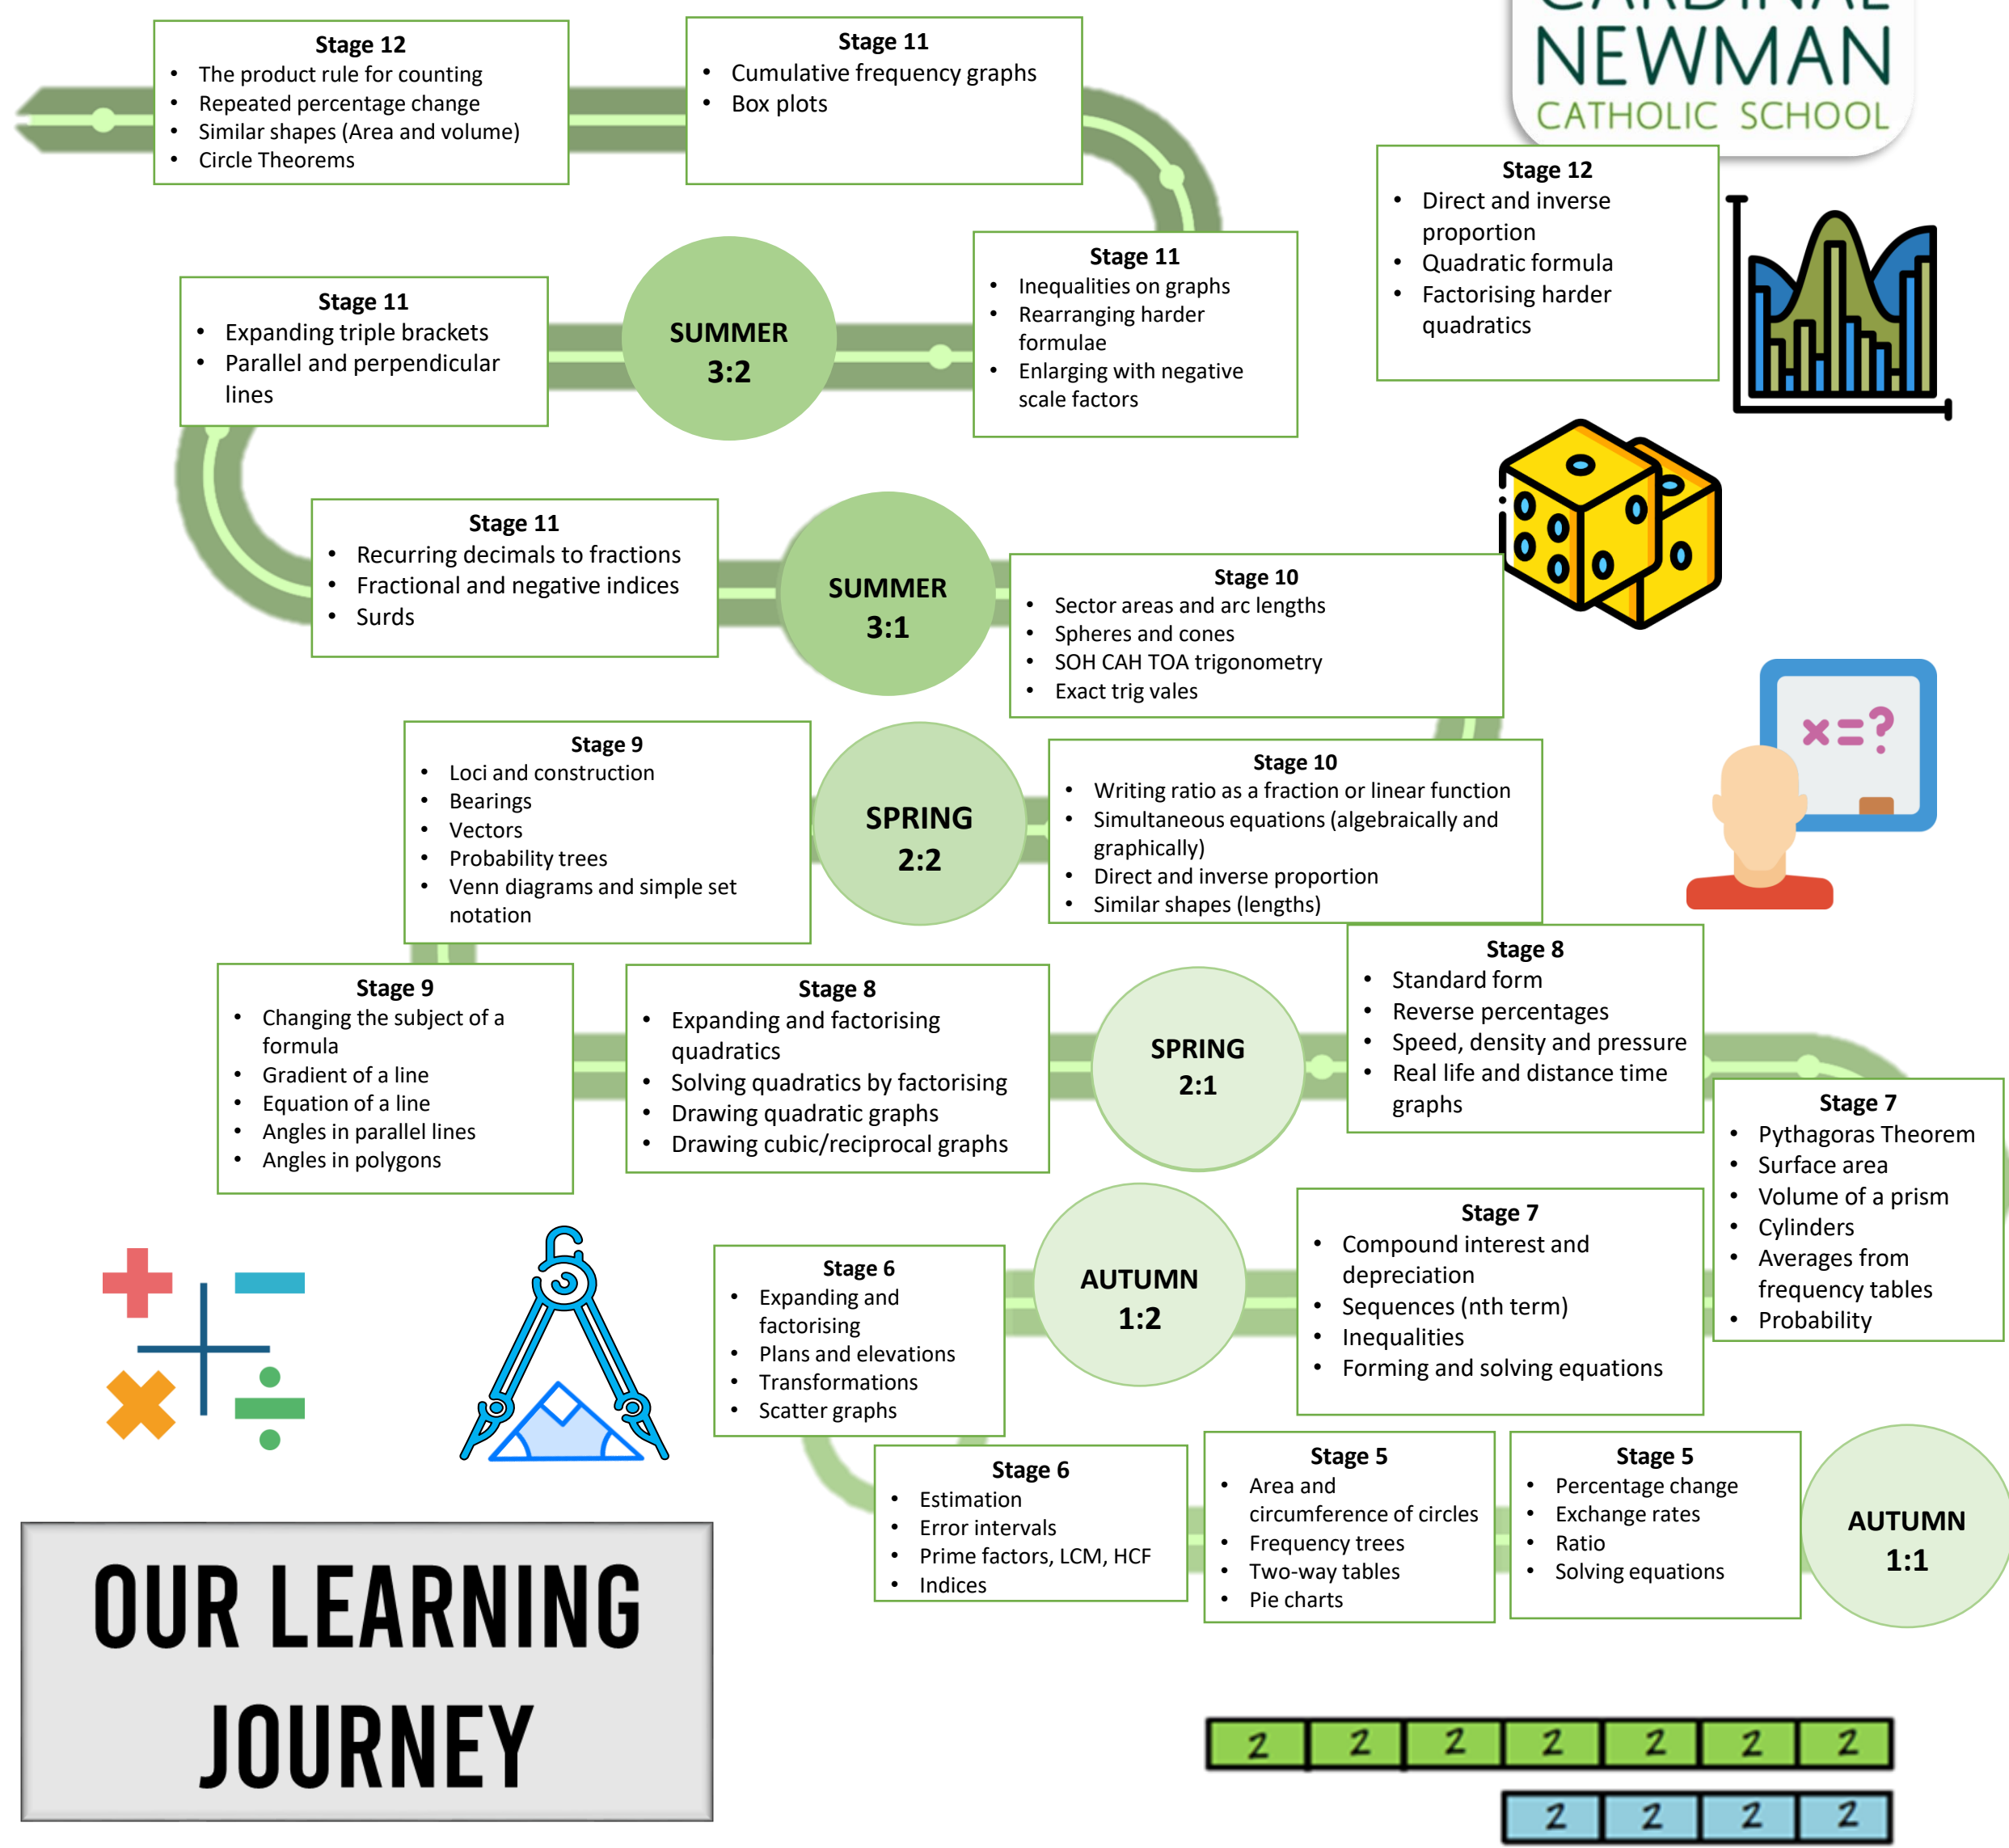 CARDINAL
NEWMAN
CATHOLIC SCHOOL
Stage 12
• The product rule for counting
• Repeated percentage change
• Similar shapes (Area and volume)
• Circle Theorems
Stage 11
• Cumulative frequency graphs
• Box plots
Stage 12
• Direct and inverse
proportion
• Quadratic formula
• Factorising harder
quadratics
Stage 11
• Expanding triple brackets
• Parallel and perpendicular
lines
SUMMER
3:2
Stage 11
• Inequalities on graphs
• Rearranging harder
formulae
• Enlarging with negative
scale factors
Stage 11
• Recurring decimals to fractions
• Fractional and negative indices
• Surds
SUMMER
3:1
Stage 10
• Sector areas and arc lengths
• Spheres and cones
• SOH CAH TOA trigonometry
• Exact trig vales
x=?
Stage 9
• Loci and construction
• Bearings
• Vectors
• Probability trees
• Venn diagrams and simple set
notation
SPRING
2:2
Stage 10
• Writing ratio as a fraction or linear function
• Simultaneous equations (algebraically and
graphically)
• Direct and inverse proportion
• Similar shapes (lengths)
Stage 9
• Changing the subject of a
formula
• Gradient of a line
• Equation of a line
• Angles in parallel lines
• Angles in polygons
Stage 8
• Expanding and factorising
quadratics
• Solving quadratics by factorising
• Drawing quadratic graphs
• Drawing cubic/reciprocal graphs
SPRING
2:1
Stage 8
• Standard form
• Reverse percentages
• Speed, density and pressure
• Real life and distance time
graphs
Stage 7
• Pythagoras Theorem
• Surface area
• Volume of a prism
• Cylinders
• Averages from
frequency tables
• Probability
Stage 6
• Expanding and
factorising
• Plans and elevations
• Transformations
• Scatter graphs
AUTUMN
1:2
Stage 7
• Compound interest and
depreciation
• Sequences (nth term)
• Inequalities
• Forming and solving equations
Stage 6
• Estimation
• Error intervals
• Prime factors, LCM, HCF
• Indices
Stage 5
• Area and
circumference of circles
• Frequency trees
• Two-way tables
• Pie charts
Stage 5
• Percentage change
• Exchange rates
• Ratio
• Solving equations
AUTUMN
1:1
OUR LEARNING
JOURNEY
2 2 2 2 2 2 2
2 2 2 2